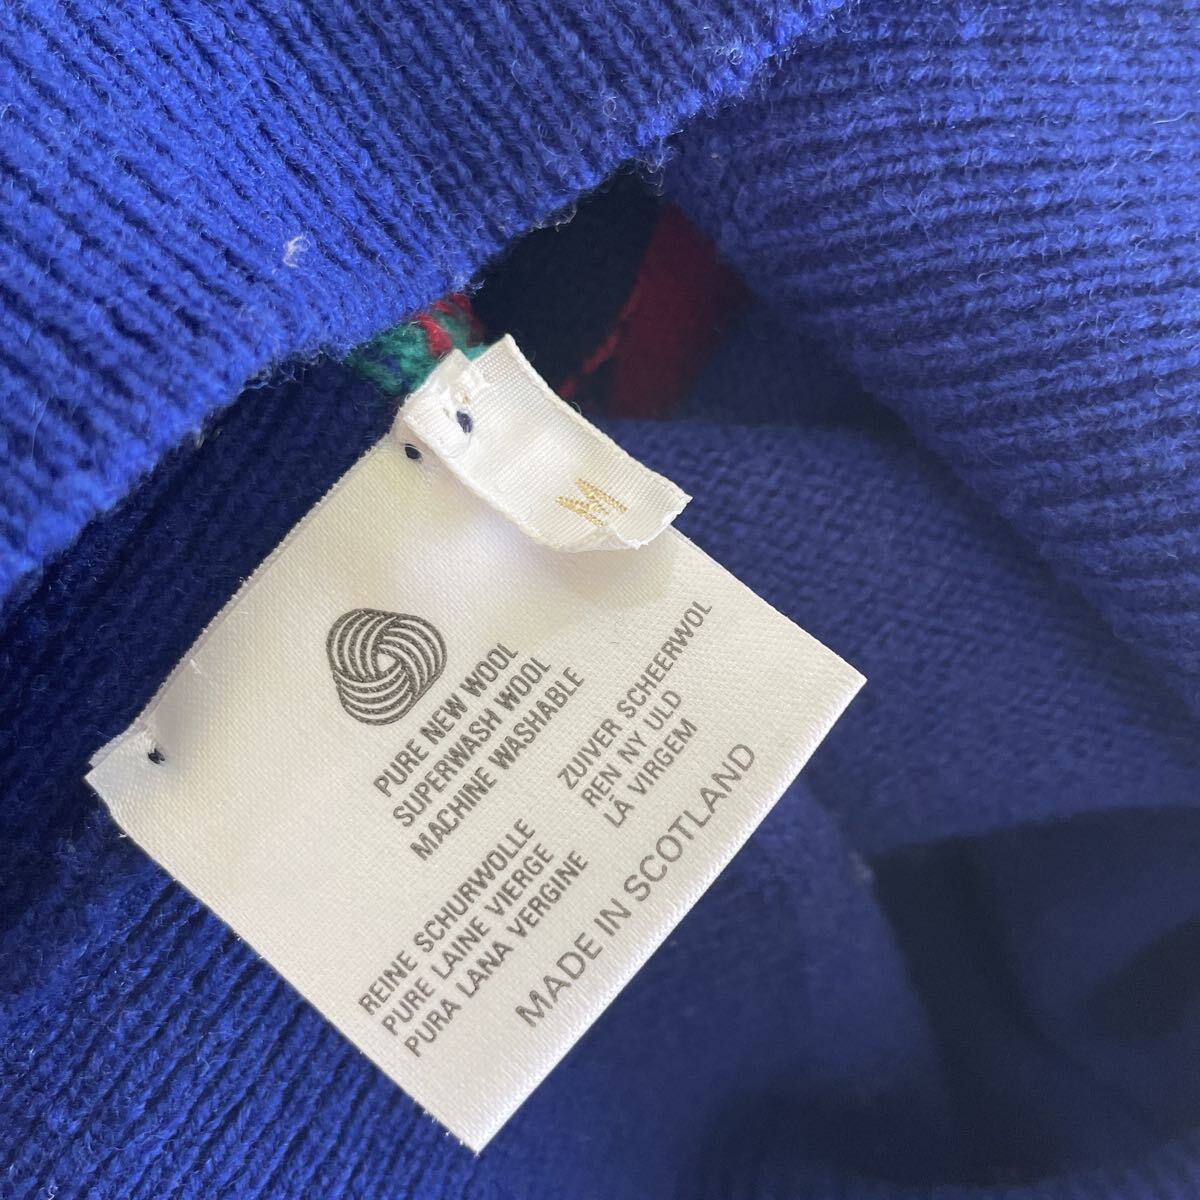 M
PURE NEW WOOL
SUPERWASH WOOL
MACHINE WASHABLE
ZUIVER SCHEERWOL
REN NY ULD
LÃ VIRGEM
REINE SCHURWOLLE
PURE LAINE VIERGE
PURA LANA VERGINE
MADE IN SCOTLAND